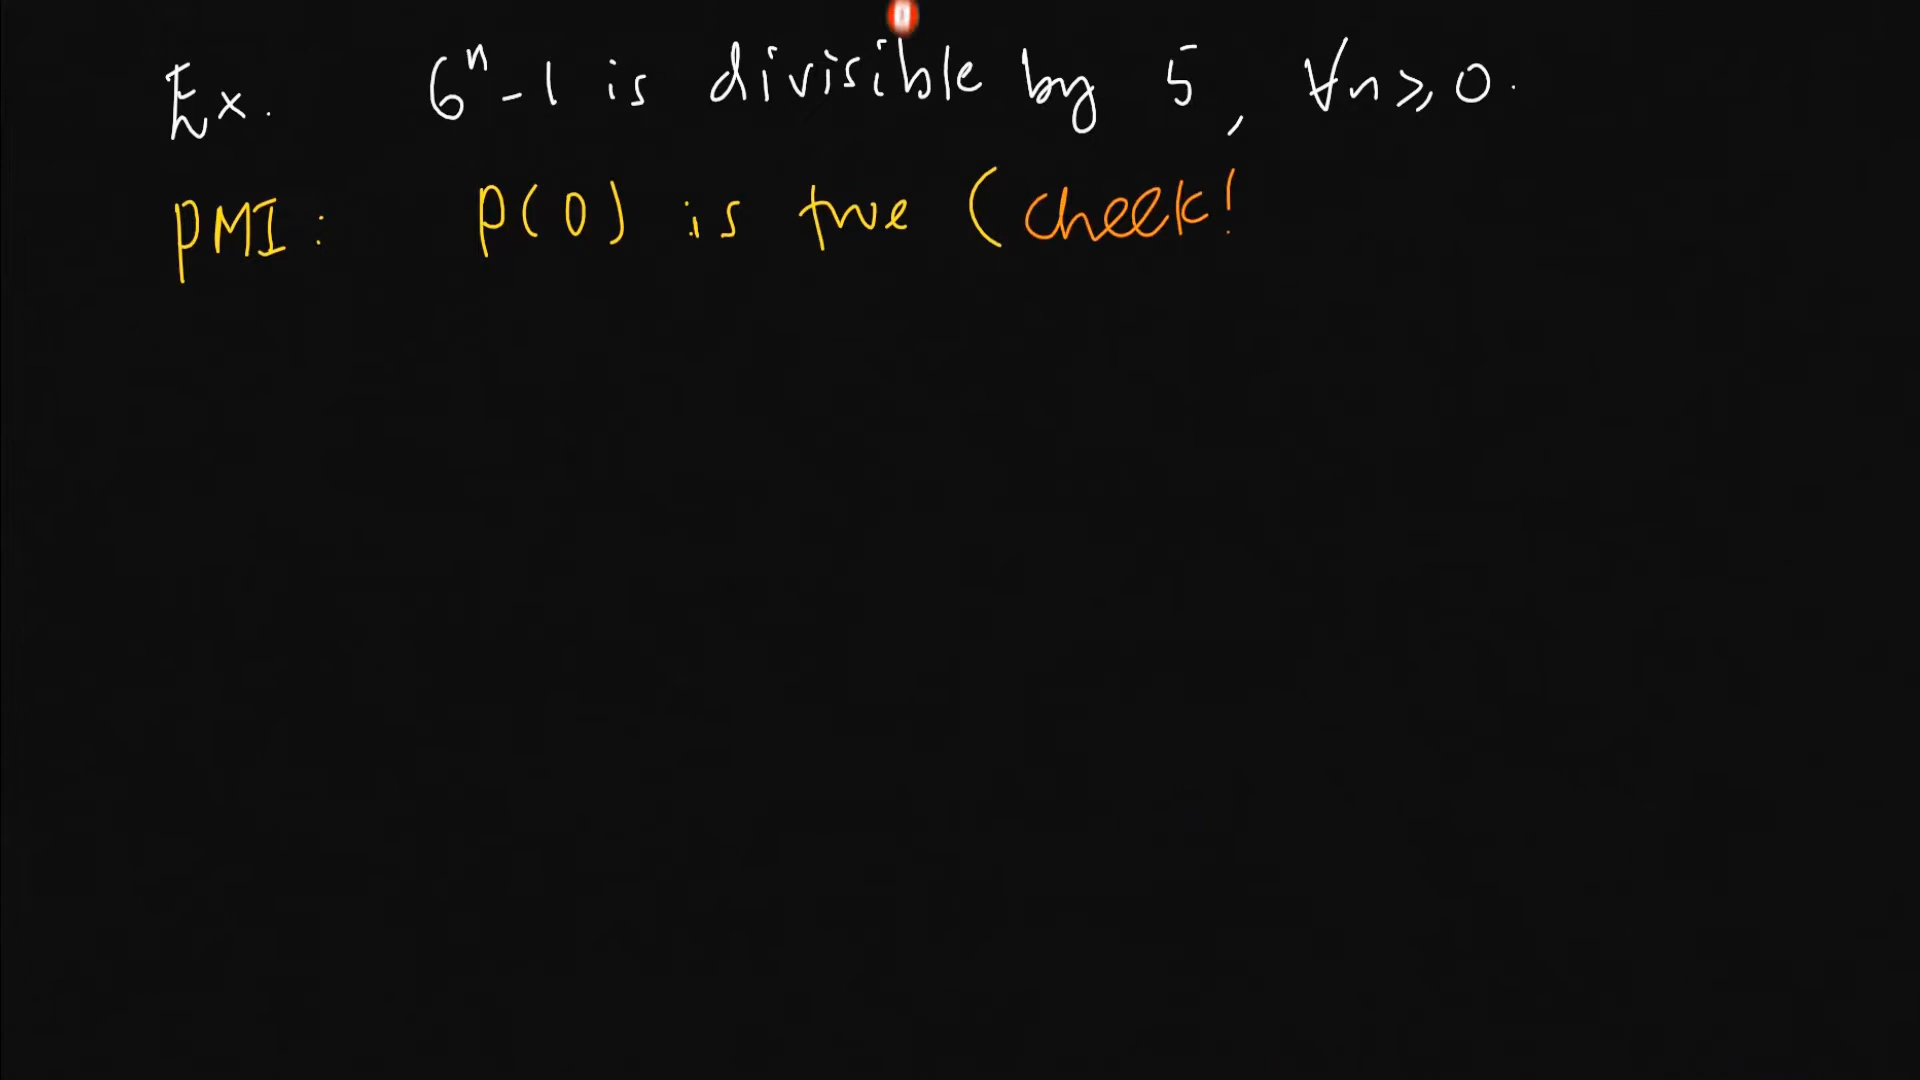 Ex. 6ⁿ-1 is divisible by 5, ∀n≥0.
PMI: P(0) is true (check!